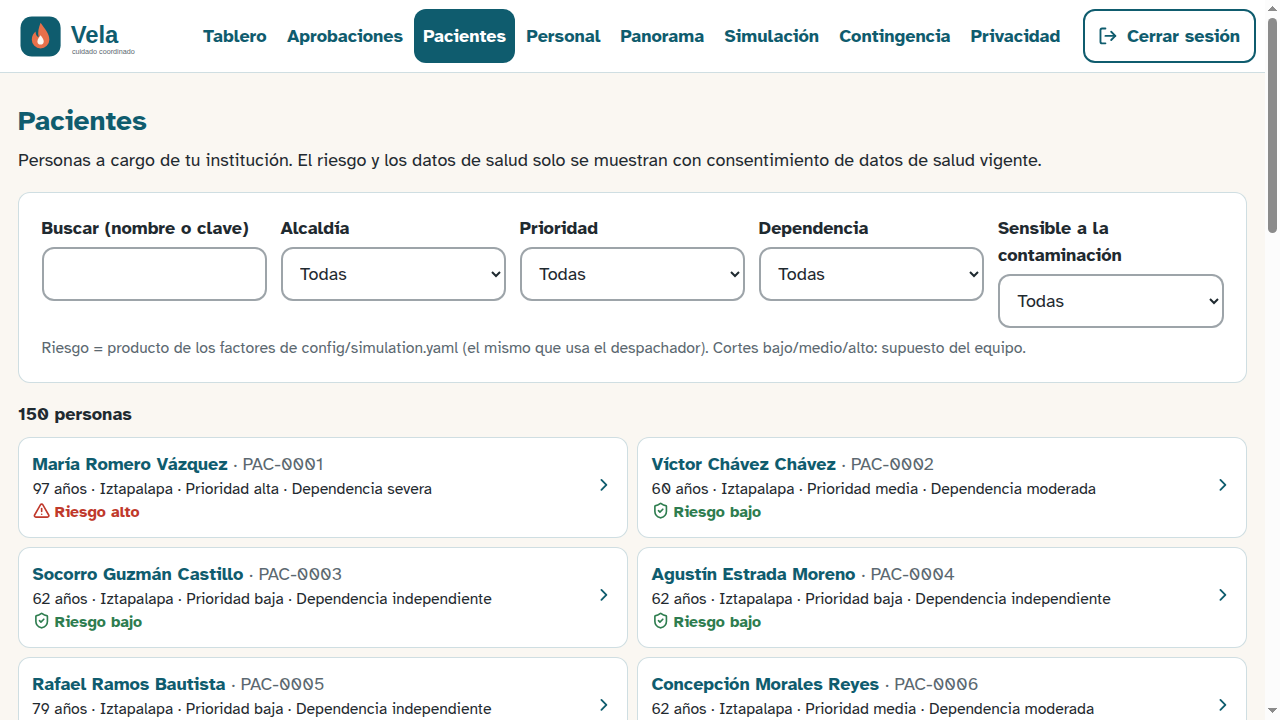 Vela
cuidado coordinado
Tablero
Aprobaciones
Pacientes
Personal
Panorama
Simulación
Contingencia
Privacidad
Cerrar sesión
Pacientes
Personas a cargo de tu institución. El riesgo y los datos de salud solo se muestran con consentimiento de datos de salud vigente.
Buscar (nombre o clave)
Alcaldía
Todas
Prioridad
Todas
Dependencia
Todas
Sensible a la
contaminación
Todas
Riesgo = producto de los factores de config/simulation.yaml (el mismo que usa el despachador). Cortes bajo/medio/alto: supuesto del equipo.
150 personas
María Romero Vázquez · PAC-0001
97 años · Iztapalapa · Prioridad alta · Dependencia severa
Riesgo alto
Víctor Chávez Chávez · PAC-0002
60 años · Iztapalapa · Prioridad media · Dependencia moderada
Riesgo bajo
Socorro Guzmán Castillo · PAC-0003
62 años · Iztapalapa · Prioridad baja · Dependencia independiente
Riesgo bajo
Agustín Estrada Moreno · PAC-0004
62 años · Iztapalapa · Prioridad baja · Dependencia independiente
Riesgo bajo
Rafael Ramos Bautista · PAC-0005
79 años · Iztapalapa · Prioridad baja · Dependencia independiente
Concepción Morales Reyes · PAC-0006
62 años · Iztapalapa · Prioridad media · Dependencia moderada